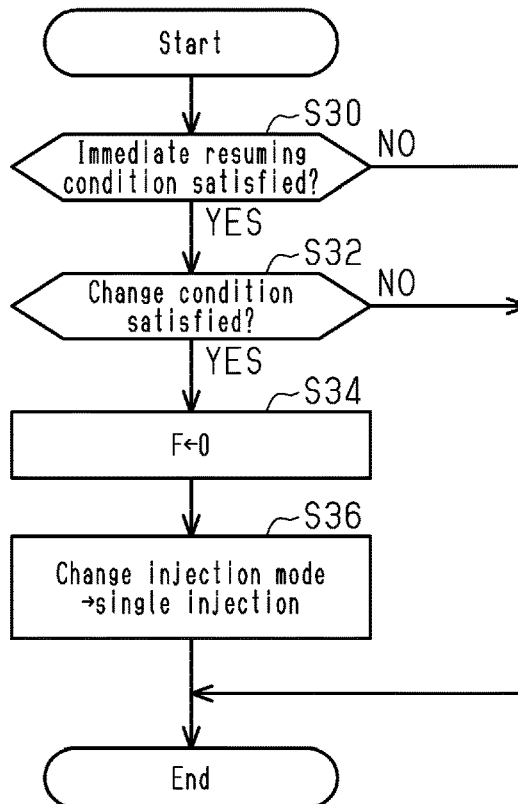 Start
S30
Immediate resuming
condition satisfied?
NO
YES
S32
Change condition
satisfied?
NO
YES
S34
F←0
S36
Change injection mode
→single injection
End